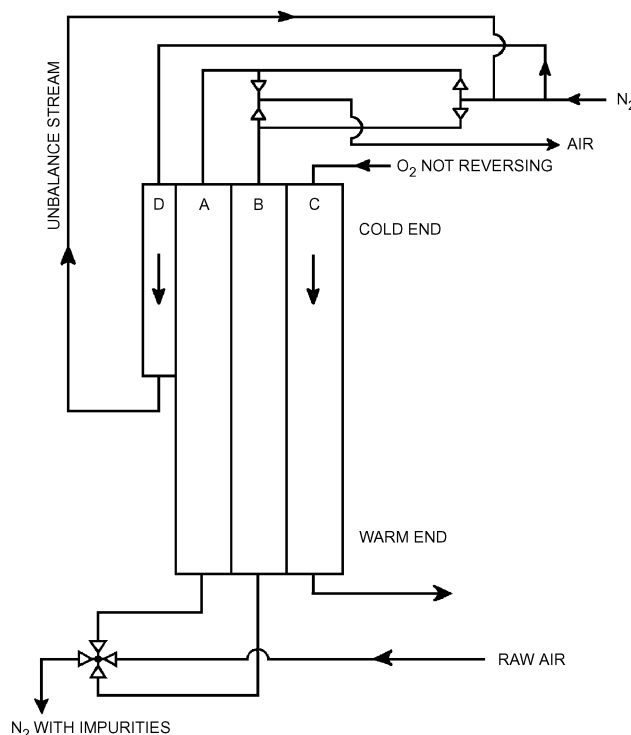 UNBALANCE STREAM
N₂
AIR
O₂ NOT REVERSING
D
A
B
C
COLD END
WARM END
RAW AIR
N₂ WITH IMPURITIES